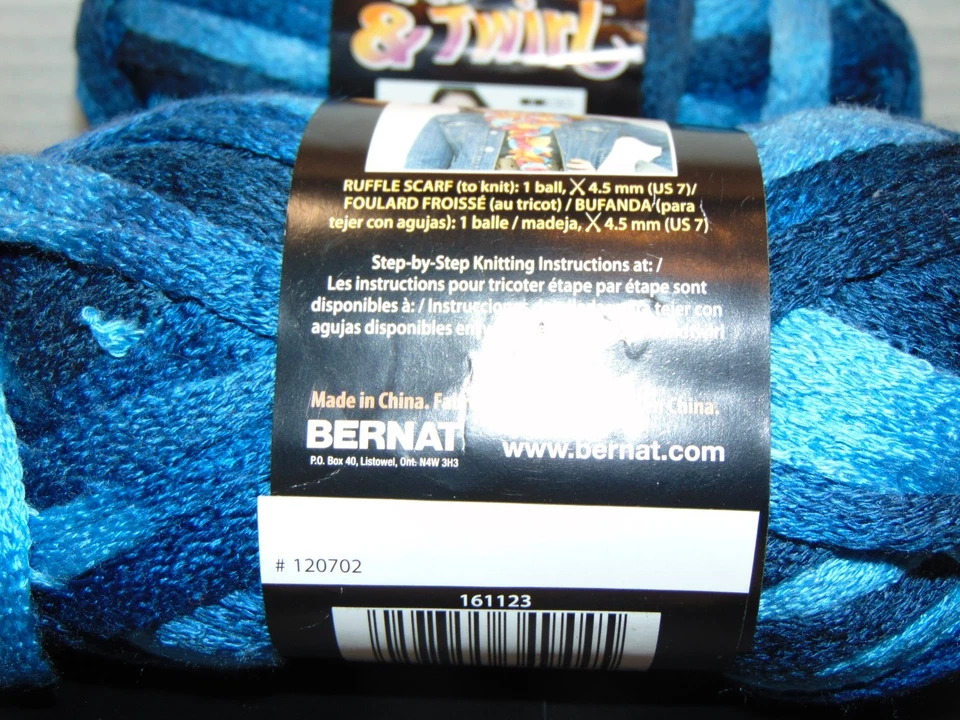 & Twirl
RUFFLE SCARF (to knit): 1 ball, X 4.5 mm (US 7)/
FOULARD FROISSÉ (au tricot) / BUFANDA (para
tejer con agujas): 1 balle / madeja, X 4.5 mm (US 7)
Step-by-Step Knitting Instructions at: /
Les instructions pour tricoter étape par étape sont
disponibles à: / tejer con
agujas disponibles
Made in China. China.
BERNAT
www.bernat.com
P.O. Box 40, Listowel, Ont. N4W 3H3
# 120702
161123